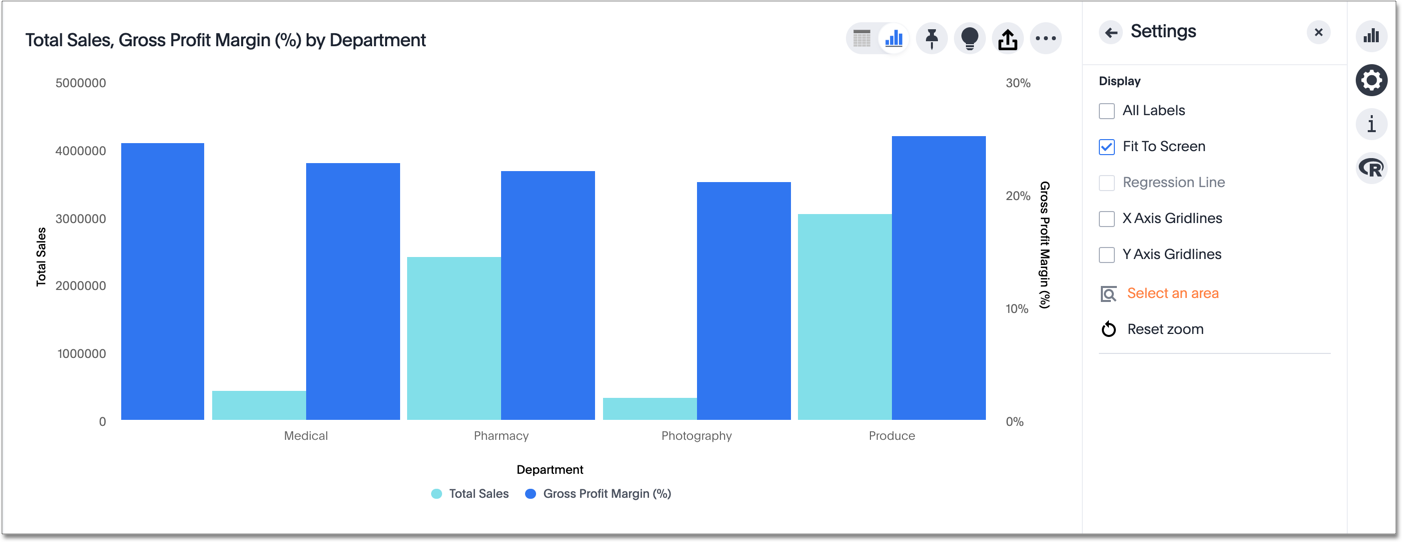 Total Sales, Gross Profit Margin (%) by Department
5000000
4000000
3000000
2000000
1000000
0
Total Sales
30%
20%
10%
0%
Gross Profit Margin (%)
Medical
Pharmacy
Photography
Produce
Department
Total Sales
Gross Profit Margin (%)
Settings
Display
All Labels
Fit To Screen
Regression Line
X Axis Gridlines
Y Axis Gridlines
Select an area
Reset zoom
i
R